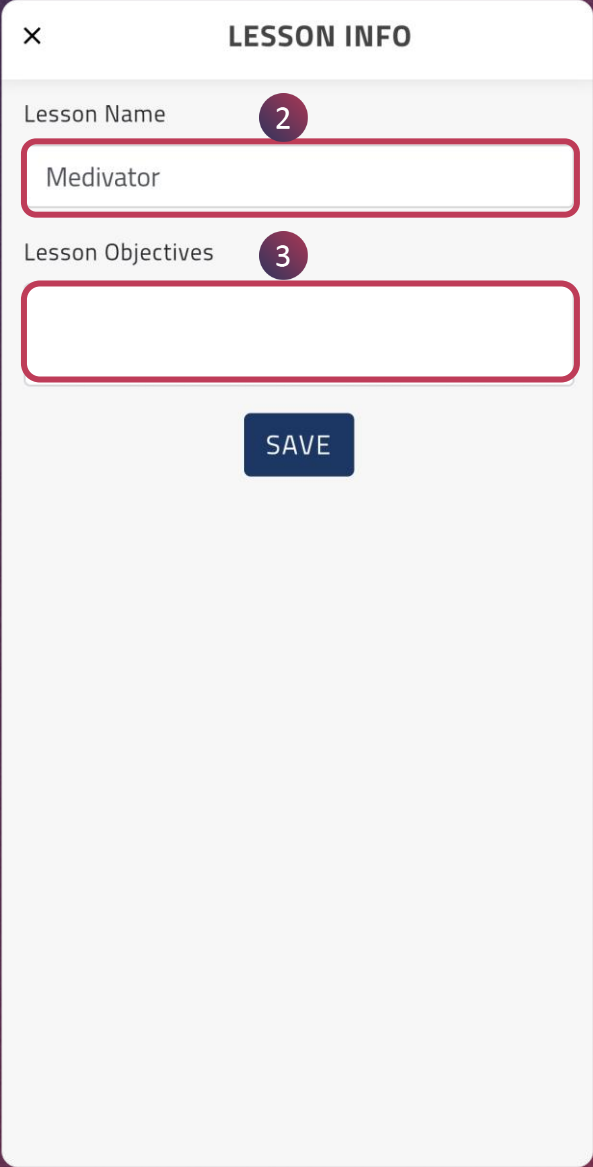 ×
LESSON INFO
Lesson Name
2
Medivator
Lesson Objectives
3
SAVE